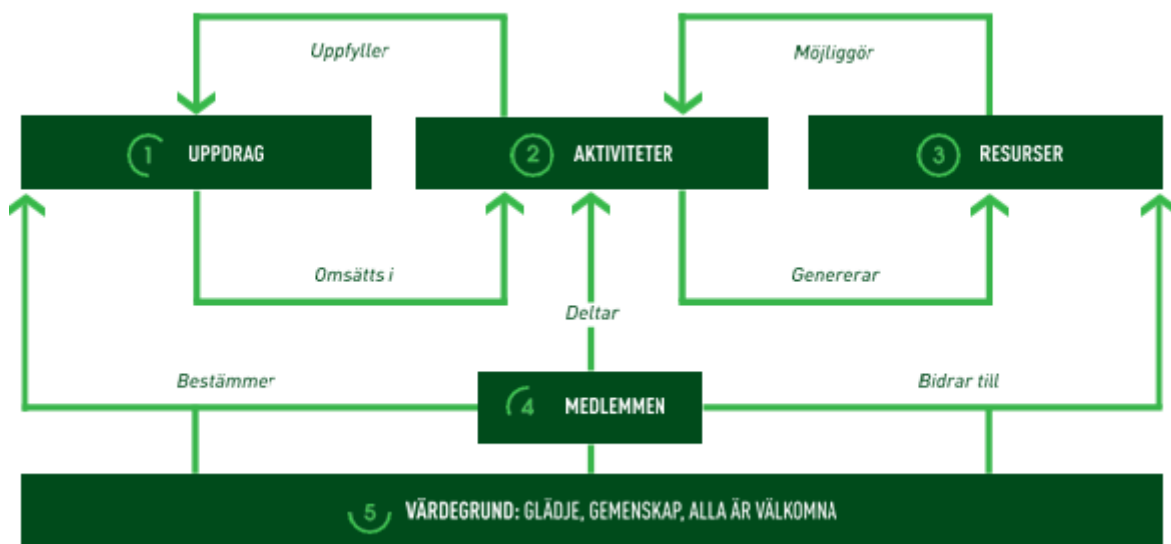 Uppfyller
Möjliggör
1 UPPDRAG
2 AKTIVITETER
3 RESURSER
Omsätts i
Genererar
Deltar
Bestämmer
Bidrar till
4 MEDLEMMEN
5 VÄRDEGRUND: GLÄDJE, GEMENSKAP, ALLA ÄR VÄLKOMNA